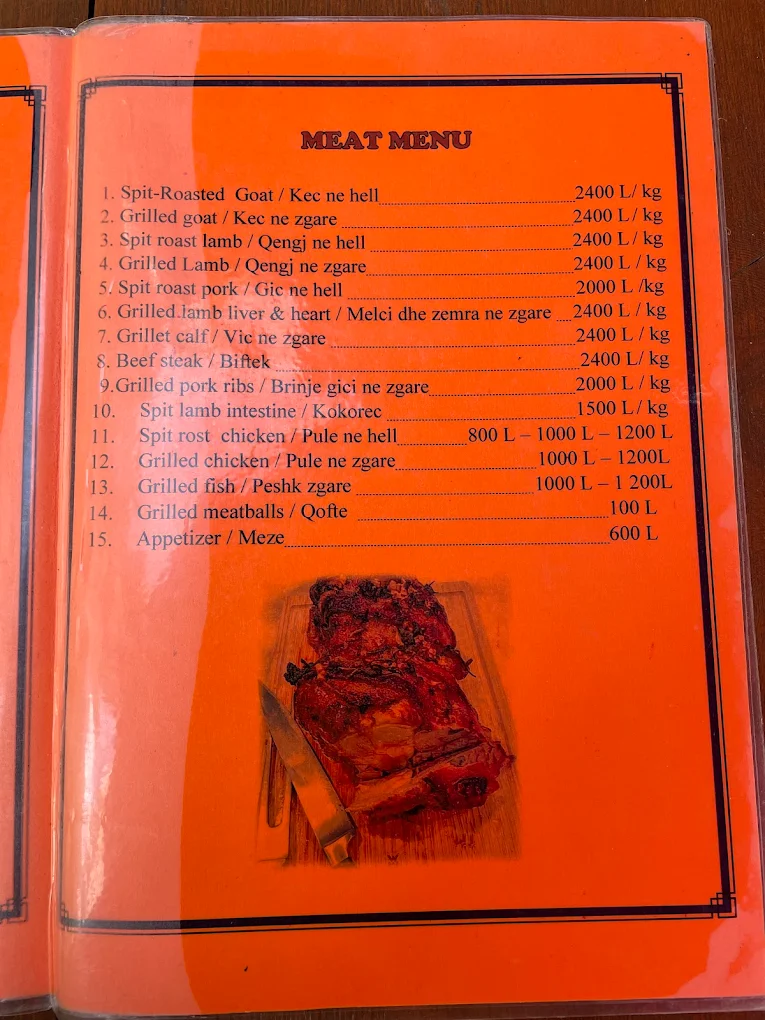 MEAT MENU
1. Spit-Roasted Goat / Kec ne hell 2400 L/ kg
2. Grilled goat / Kec ne zgare 2400 L/ kg
3. Spit roast lamb / Qengj ne hell 2400 L / kg
4. Grilled Lamb / Qengj ne zgare 2400 L / kg
5. Spit roast pork / Gic ne hell 2000 L /kg
6. Grilled.lamb liver & heart / Melci dhe zemra ne zgare 2400 L / kg
7. Grillet calf / Vic ne zgare 2400 L / kg
8. Beef steak / Biftek 2400 L/ kg
9.Grilled pork ribs / Brinje gici ne zgare 2000 L / kg
10. Spit lamb intestine / Kokorec 1500 L / kg
11. Spit rost chicken / Pule ne hell 800 L – 1000 L – 1200 L
12. Grilled chicken / Pule ne zgare 1000 L – 1200L
13. Grilled fish / Peshk zgare 1000 L – 1 200L
14. Grilled meatballs / Qofte 100 L
15. Appetizer / Meze 600 L